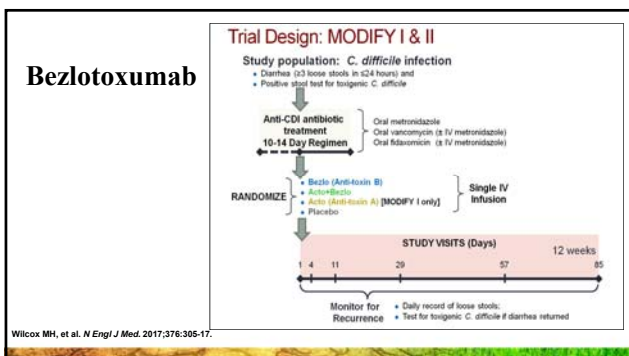 Bezlotoxumab
Trial Design: MODIFY I & II
Study population: C. difficile infection
• Diarrhea (≥3 loose stools in ≤24 hours) and
• Positive stool test for toxigenic C. difficile
Anti-CDI antibiotic
treatment
10-14 Day Regimen
Oral metronidazole
Oral vancomycin (± IV metronidazole)
Oral fidaxomicin (± IV metronidazole)
RANDOMIZE
• Bezlo (Anti-toxin B)
• Acto+Bezlo
• Acto (Anti-toxin A) [MODIFY I only]
• Placebo
Single IV
Infusion
STUDY VISITS (Days)
12 weeks
1 4 11 29 57 85
Monitor for
Recurrence
• Daily record of loose stools;
• Test for toxigenic C. difficile if diarrhea returned
Wilcox MH, et al. N Engl J Med. 2017;376:305-17.